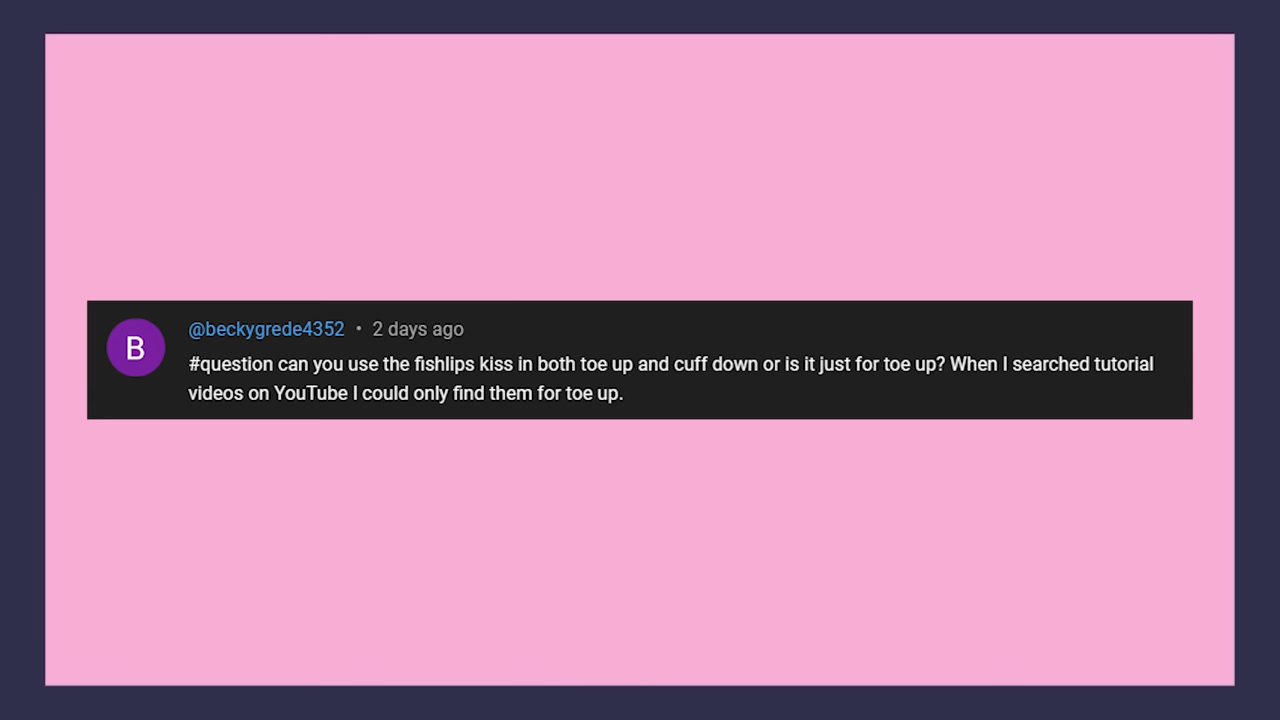 B
@beckygrede4352 • 2 days ago
#question can you use the fishlips kiss in both toe up and cuff down or is it just for toe up? When I searched tutorial
videos on YouTube I could only find them for toe up.